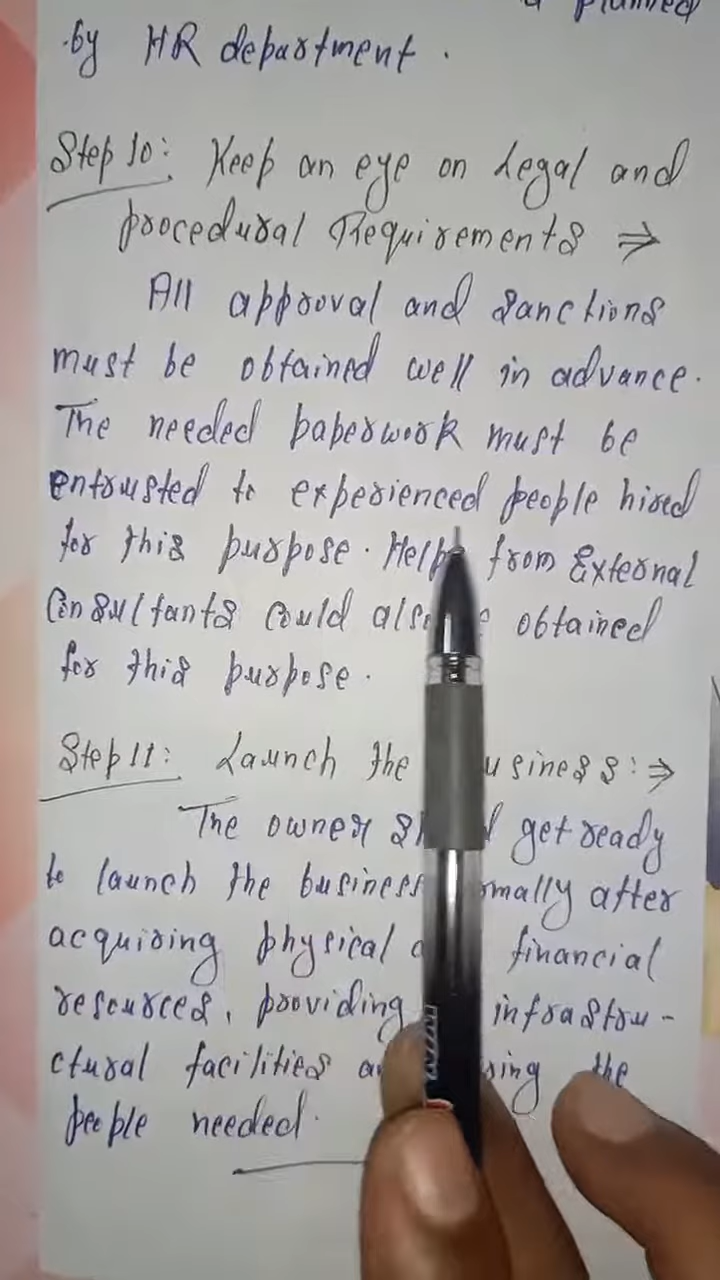 planned
by HR department.
Step 10: Keep an eye on Legal and
procedural Requirements ⇒
All approval and sanctions
must be obtained well in advance.
The needed paperwork must be
entrusted to experienced people hired
for this purpose. Help from External
Consultants could also obtained
for this purpose.
Step 11: Launch the usiness: ⇒
The owner get ready
to launch the business mally after
acquiring physical financial
resources, providing infrastru-
ctural facilities the
people needed.